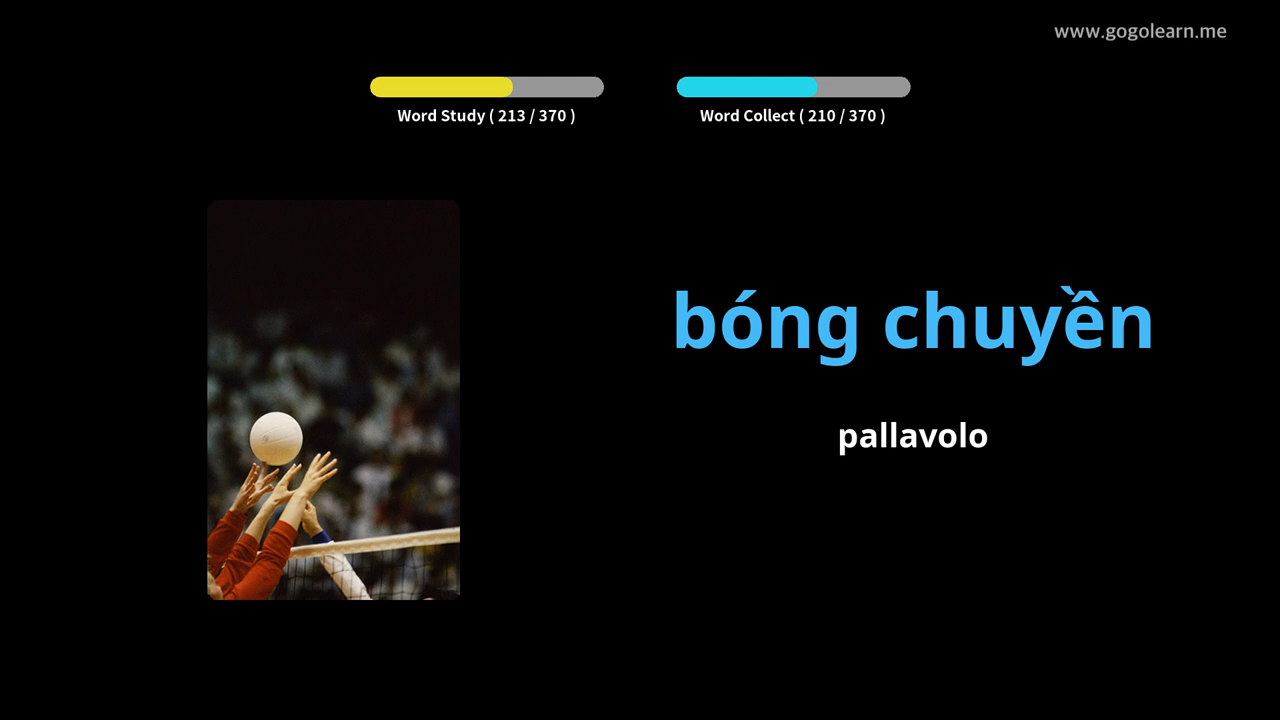 www.gogolearn.me
Word Study ( 213 / 370 )
Word Collect ( 210 / 370 )
bóng chuyền
pallavolo